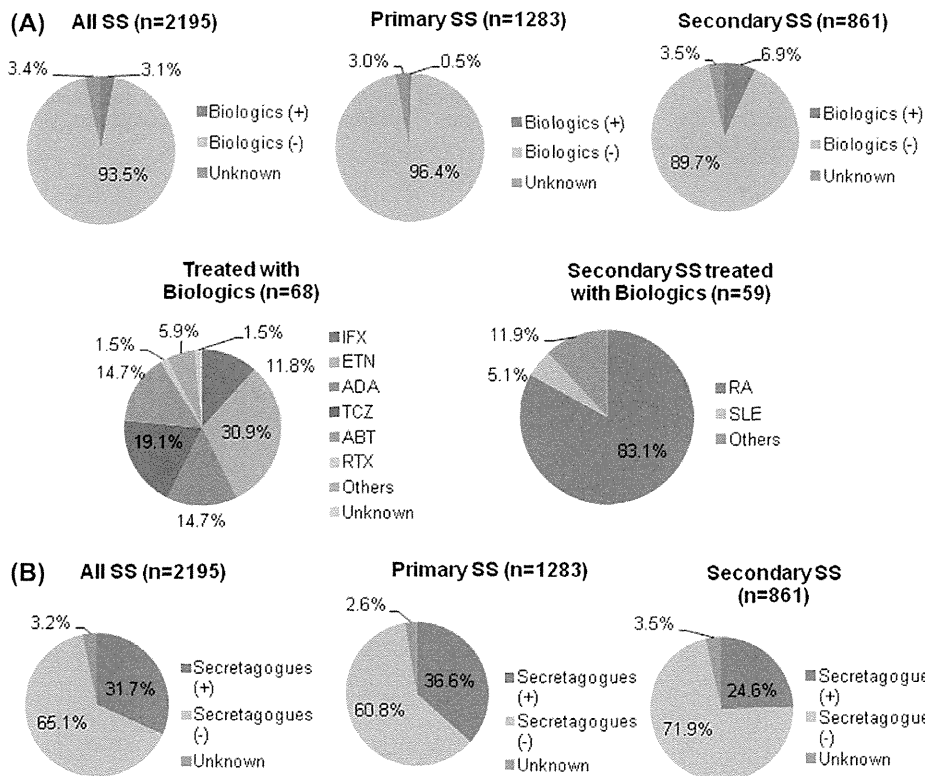 (A)
All SS (n=2195)
3.4%
3.1%
93.5%
Biologics (+)
Biologics (-)
Unknown
Primary SS (n=1283)
3.0%
0.5%
96.4%
Biologics (+)
Biologics (-)
Unknown
Secondary SS (n=861)
3.5%
6.9%
89.7%
Biologics (+)
Biologics (-)
Unknown
Treated with
Biologics (n=68)
1.5%
5.9%
1.5%
14.7%
11.8%
19.1%
30.9%
14.7%
IFX
ETN
ADA
TCZ
ABT
RTX
Others
Unknown
Secondary SS treated
with Biologics (n=59)
11.9%
5.1%
83.1%
RA
SLE
Others
(B)
All SS (n=2195)
3.2%
31.7%
65.1%
Secretagogues
(+)
Secretagogues
(-)
Unknown
Primary SS (n=1283)
2.6%
36.6%
60.8%
Secretagogues
(+)
Secretagogues
(-)
Unknown
Secondary SS
(n=861)
3.5%
24.6%
71.9%
Secretagogue
(+)
Secretagogue
(-)
Unknown